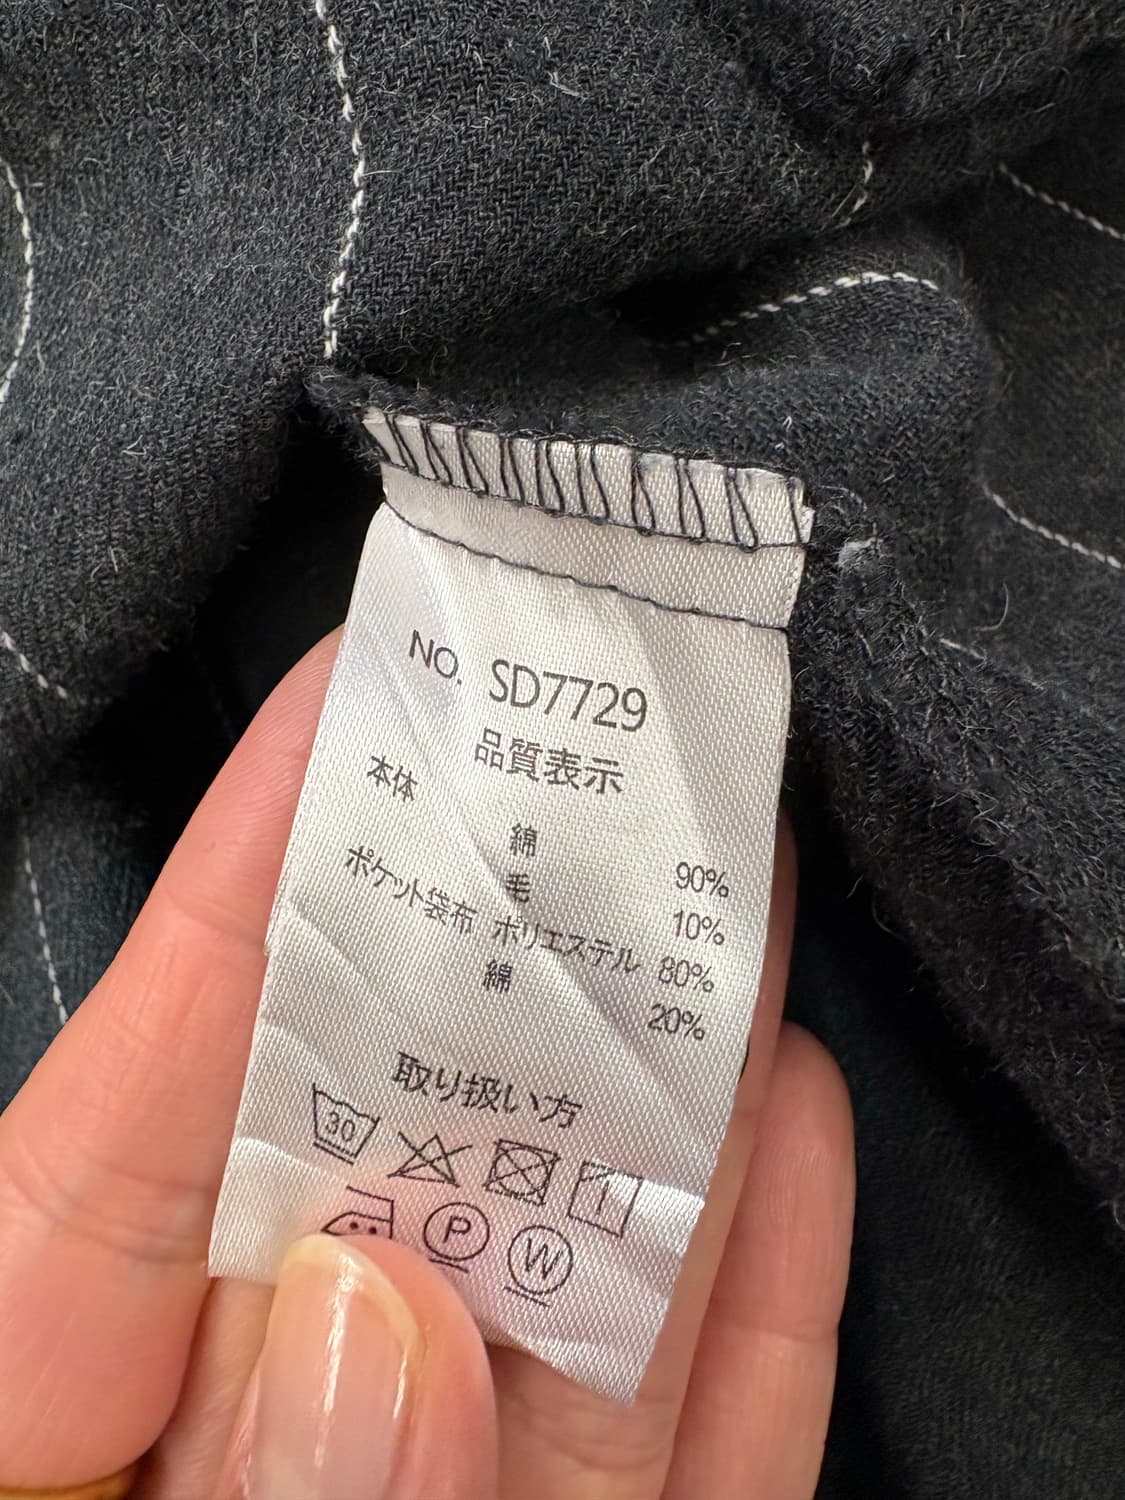 NO. SD7729
品質表示
本体
綿 90%
毛 10%
ポケット袋布 ポリエステル 80%
綿 20%
取り扱い方
30
P W